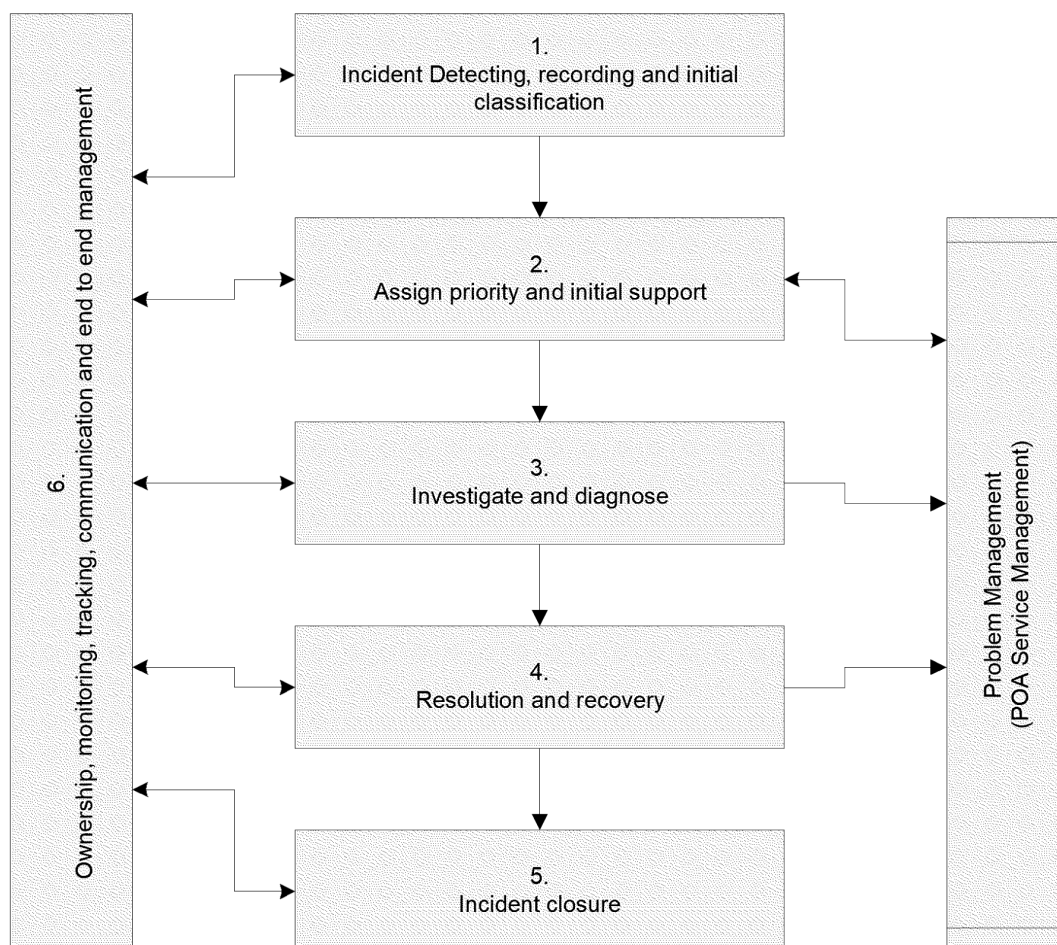 1.
Incident Detecting, recording and initial
classification
2.
Assign priority and initial support
3.
Investigate and diagnose
4.
Resolution and recovery
5.
Incident closure
6.
Ownership, monitoring, tracking, communication and end to end management
Problem Management
(POA Service Management)